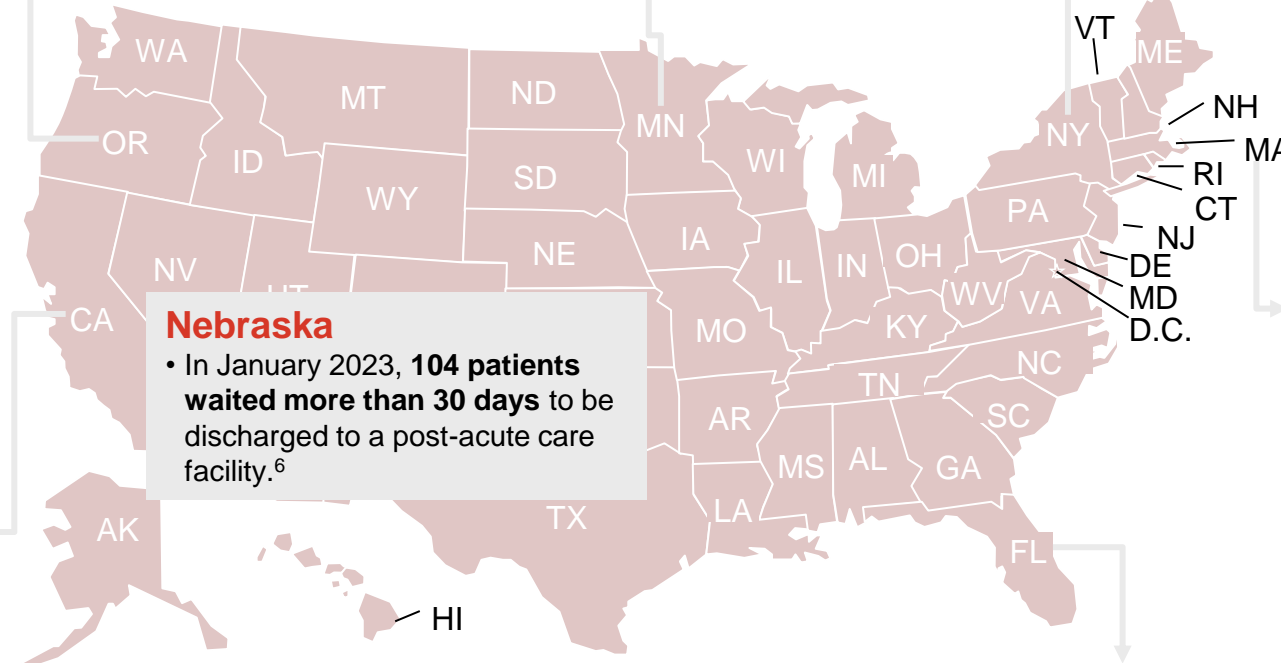 VT
WA
ME
MT
ND
NH
MN
NY
OR
MA
WI
ID
MI
RI
SD
WY
CT
PA
IA
NJ
NE
OH
IN
IL
DE
NV
MD
WV
VA
CA
D.C.
KY
MO
NC
TN
AR
SC
MS
AL
GA
LA
TX
AK
FL
HI
UT
Nebraska
• In January 2023, 104 patients
waited more than 30 days to be
discharged to a post-acute care
facility.⁶